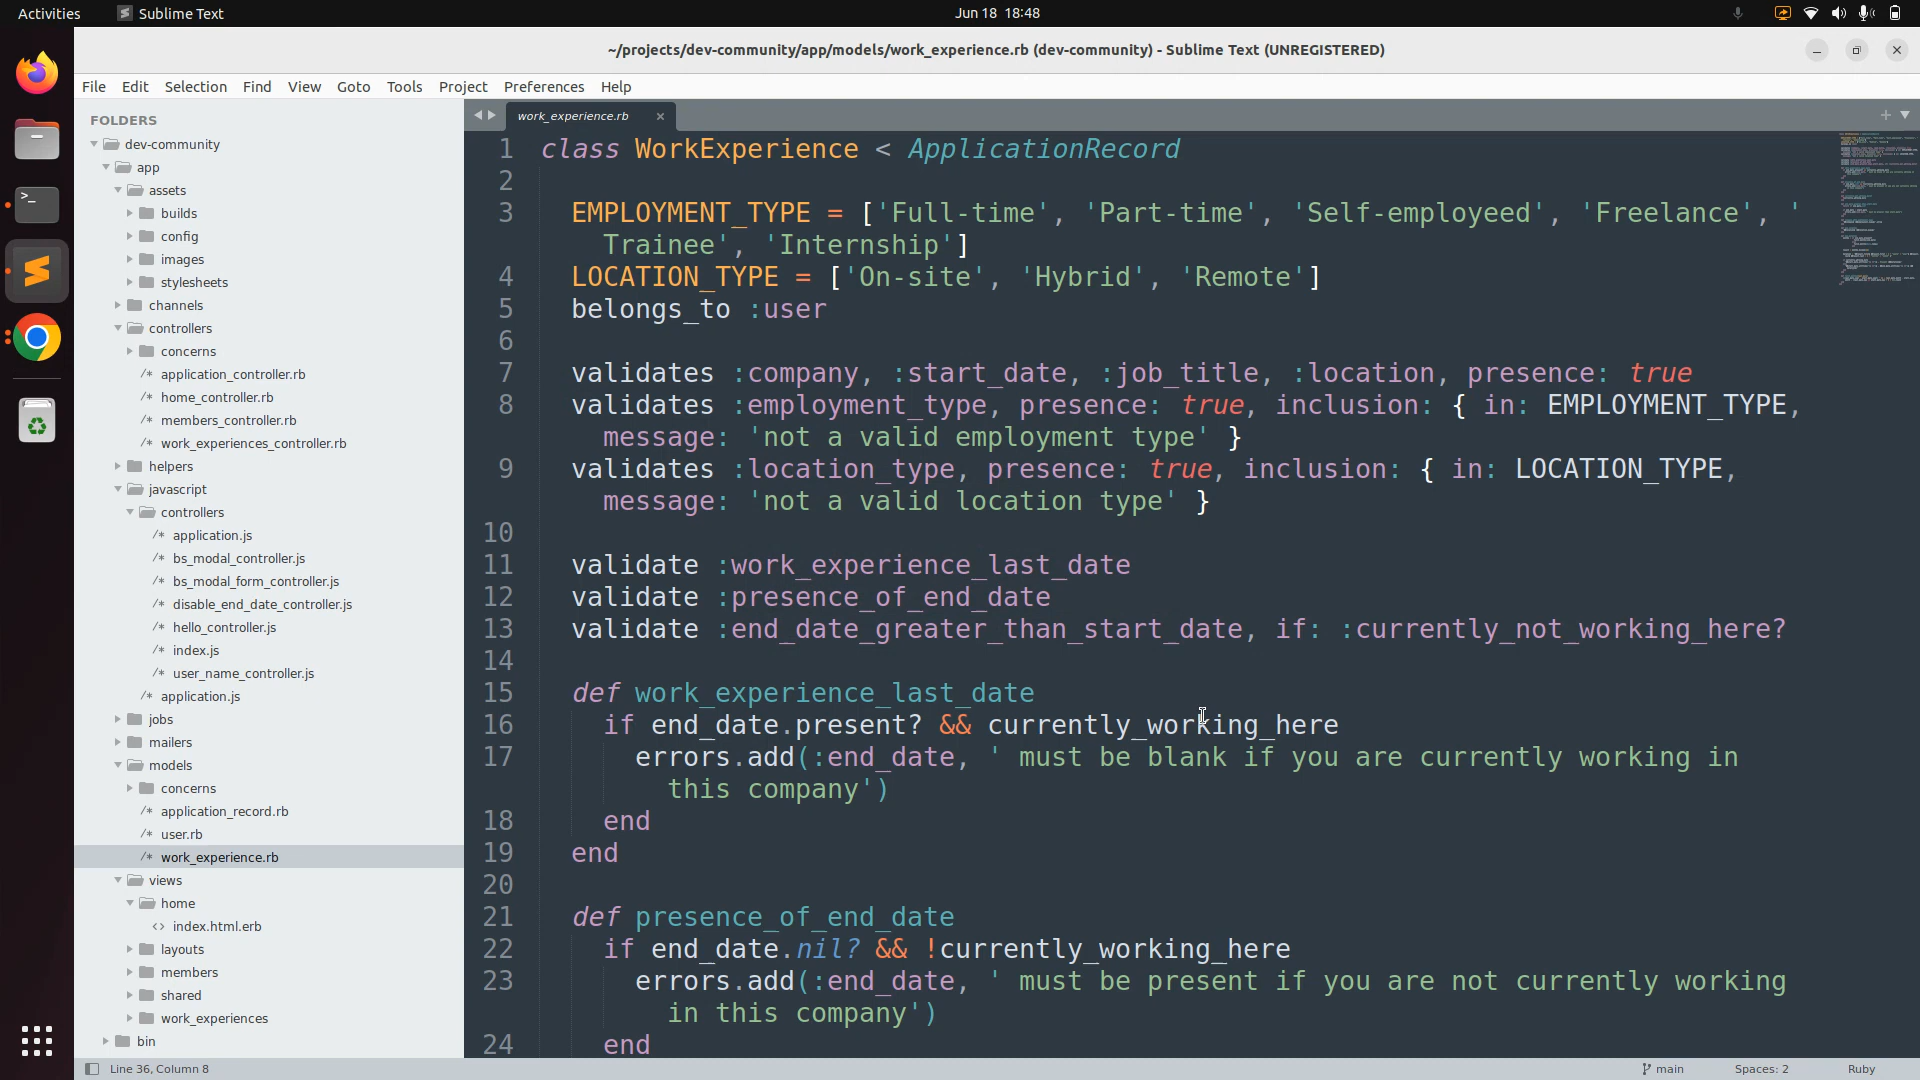 Activities
Sublime Text
Jun 18 18:48
~/projects/dev-community/app/models/work_experience.rb (dev-community) - Sublime Text (UNREGISTERED)
File Edit Selection Find View Goto Tools Project Preferences Help
FOLDERS
dev-community
app
assets
builds
config
images
stylesheets
channels
controllers
concerns
application_controller.rb
home_controller.rb
members_controller.rb
work_experiences_controller.rb
helpers
javascript
controllers
application.js
bs_modal_controller.js
bs_modal_form_controller.js
disable_end_date_controller.js
hello_controller.js
index.js
user_name_controller.js
application.js
jobs
mailers
models
concerns
application_record.rb
user.rb
work_experience.rb
views
home
index.html.erb
layouts
members
shared
work_experiences
bin
work_experience.rb
1 class WorkExperience < ApplicationRecord
2
3 EMPLOYMENT_TYPE = ['Full-time', 'Part-time', 'Self-employeed', 'Freelance', '
Trainee', 'Internship']
4 LOCATION_TYPE = ['On-site', 'Hybrid', 'Remote']
5 belongs_to :user
6
7 validates :company, :start_date, :job_title, :location, presence: true
8 validates :employment_type, presence: true, inclusion: { in: EMPLOYMENT_TYPE,
message: 'not a valid employment type' }
9 validates :location_type, presence: true, inclusion: { in: LOCATION_TYPE,
message: 'not a valid location type' }
10
11 validate :work_experience_last_date
12 validate :presence_of_end_date
13 validate :end_date_greater_than_start_date, if: :currently_not_working_here?
14
15 def work_experience_last_date
16 if end_date.present? && currently_working_here
17 errors.add(:end_date, ' must be blank if you are currently working in
this company')
18 end
19 end
20
21 def presence_of_end_date
22 if end_date.nil? && !currently_working_here
23 errors.add(:end_date, ' must be present if you are not currently working
in this company')
24 end
Line 36, Column 8
main
Spaces: 2
Ruby